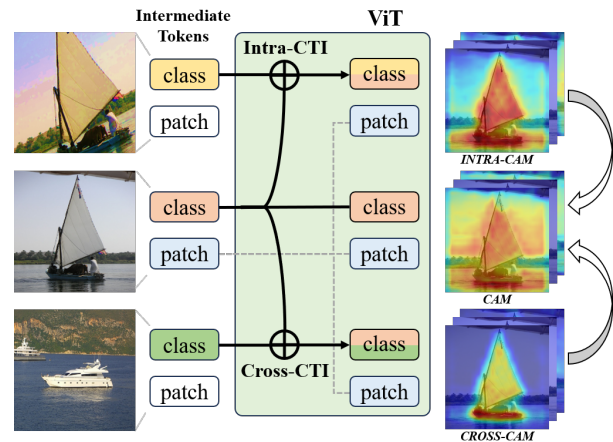 Intermediate
Tokens
ViT
Intra-CTI
class
class
patch
patch
INTRA-CAM
class
class
patch
patch
CAM
class
class
Cross-CTI
patch
patch
CROSS-CAM